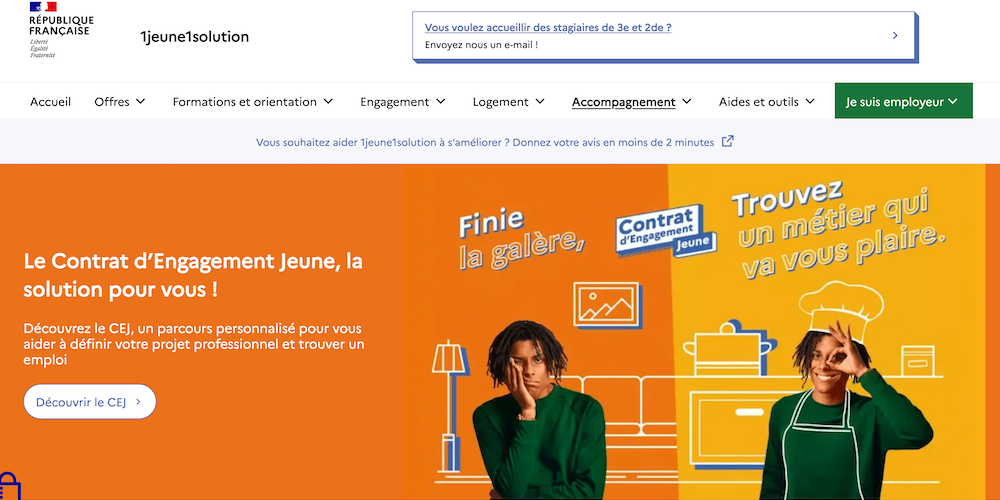 RÉPUBLIQUE
FRANÇAISE
Liberté
Égalité
Fraternité
1jeune1solution
Vous voulez accueillir des stagiaires de 3e et 2de ?
Envoyez nous un e-mail !
Accueil
Offres
Formations et orientation
Engagement
Logement
Accompagnement
Aides et outils
Je suis employeur
Vous souhaitez aider 1jeune1solution à s’améliorer ? Donnez votre avis en moins de 2 minutes
Le Contrat d’Engagement Jeune, la
solution pour vous !
Découvrez le CEJ, un parcours personnalisé pour vous
aider à définir votre projet professionnel et trouver un
emploi
Découvrir le CEJ
Finie
la galère,
Contrat
d’Engagement
Jeune
Trouvez
un métier qui
va vous plaire.